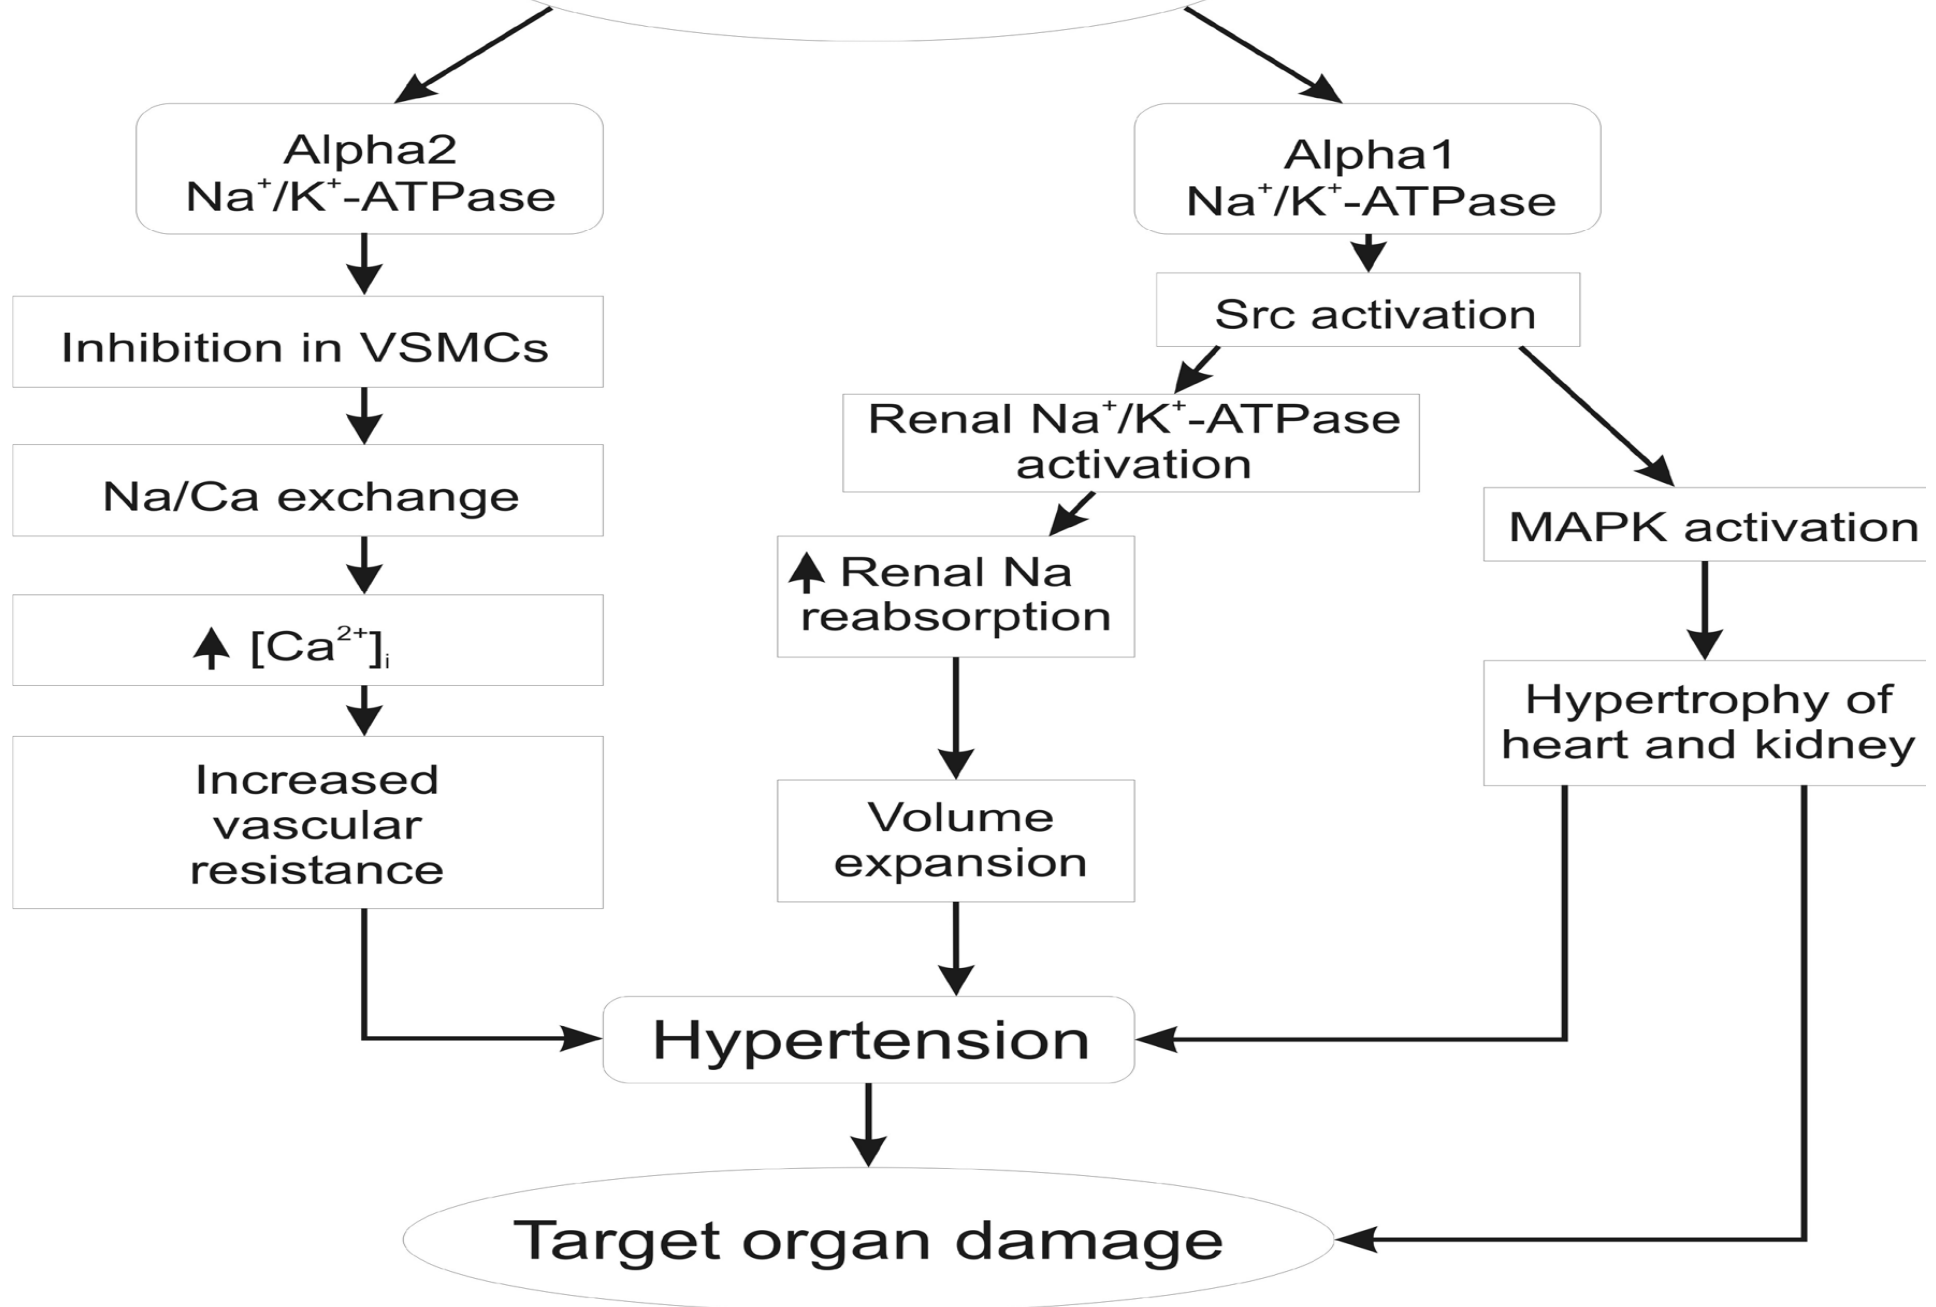 Alpha2
Na⁺/K⁺-ATPase
Inhibition in VSMCs
Na/Ca exchange
[Ca²⁺]ᵢ
Increased
vascular
resistance
Alpha1
Na⁺/K⁺-ATPase
Src activation
Renal Na⁺/K⁺-ATPase
activation
Renal Na
reabsorption
Volume
expansion
MAPK activation
Hypertrophy of
heart and kidney
Hypertension
Target organ damage